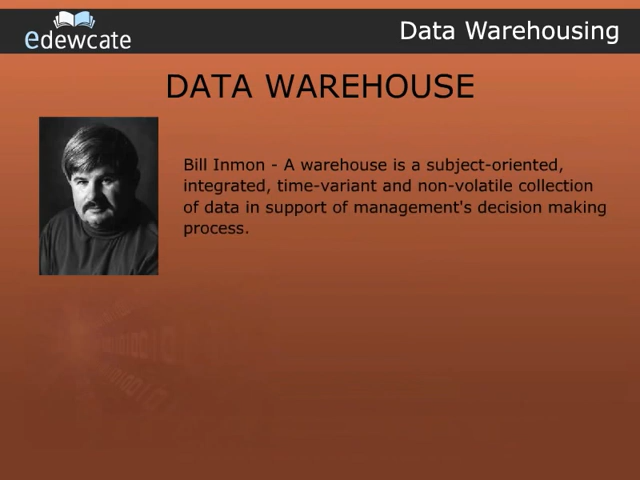 edewcate
Data Warehousing
DATA WAREHOUSE
Bill Inmon - A warehouse is a subject-oriented,
integrated, time-variant and non-volatile collection
of data in support of management's decision making
process.